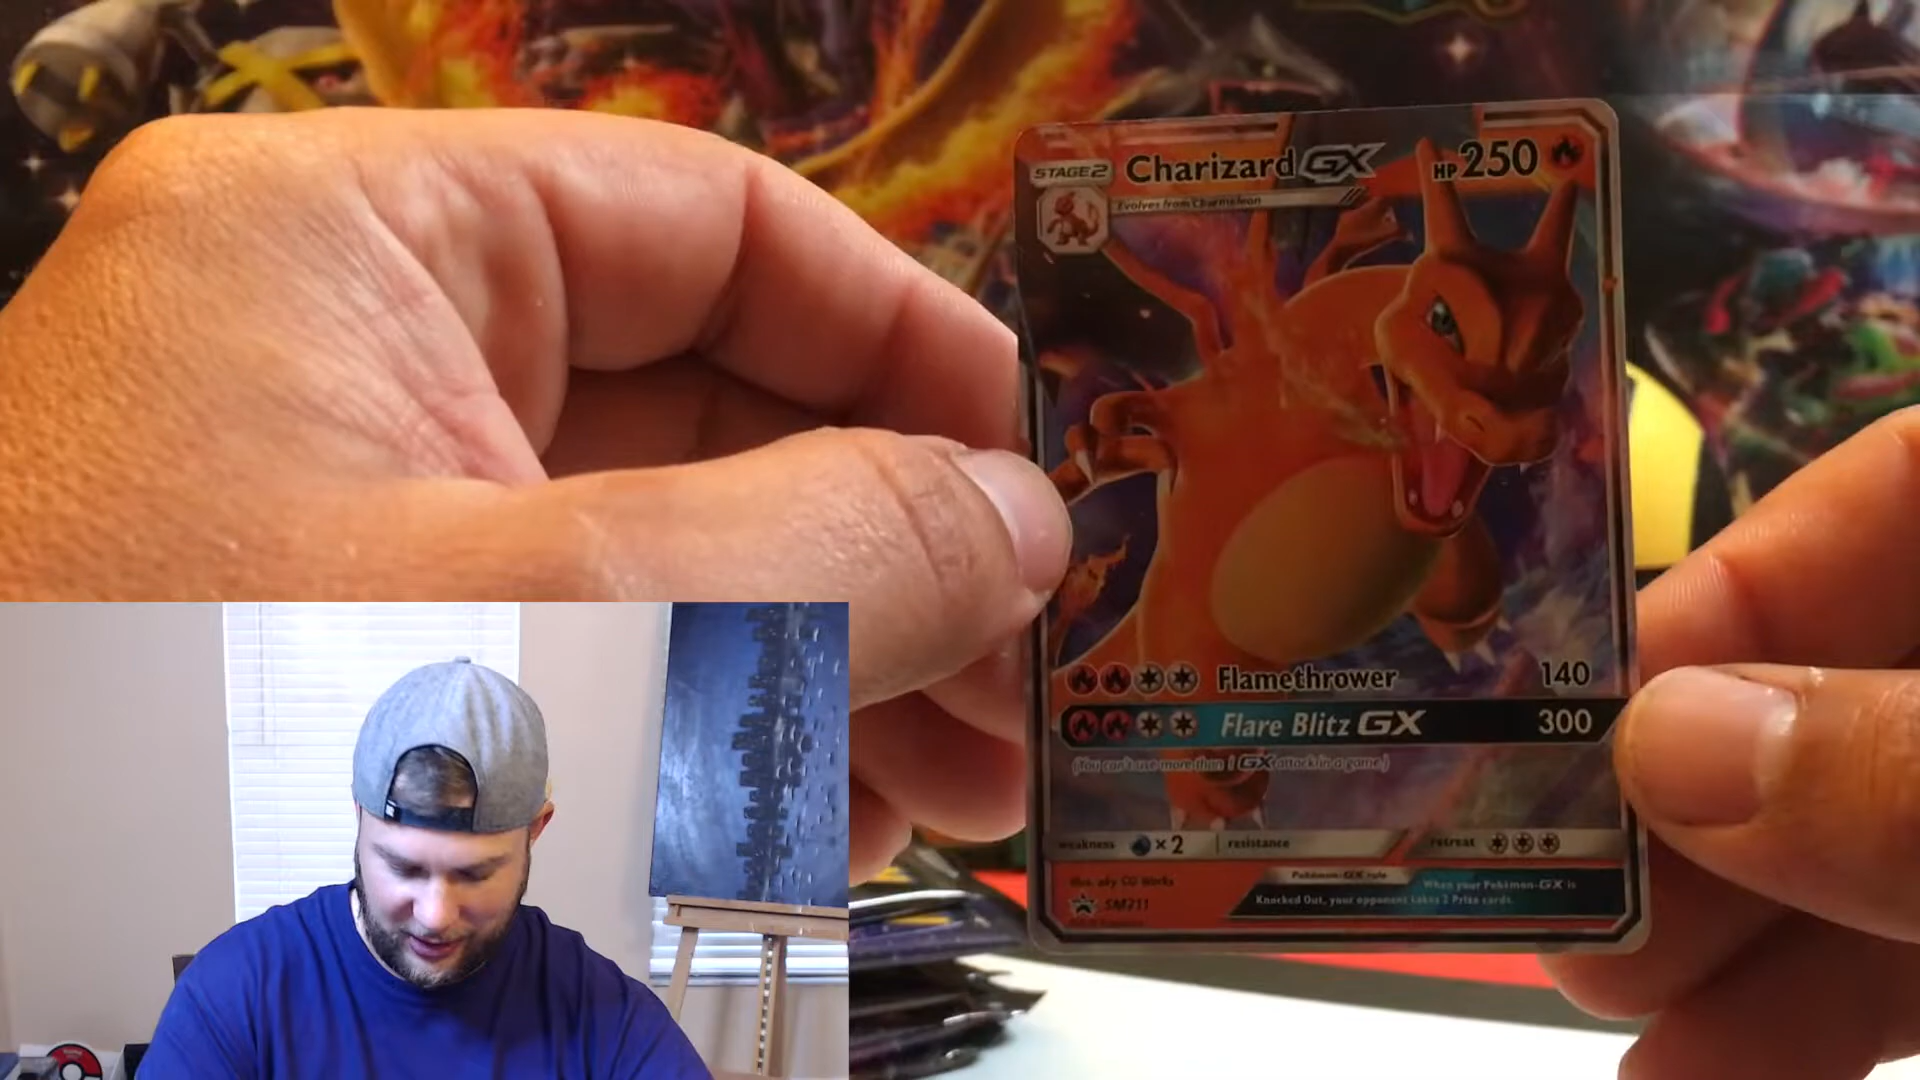 STAGE2 Charizard GX HP 250
Evolves from Charmeleon
Flamethrower 140
Flare Blitz GX 300
(You can't use more than 1 GX attack in a game.)
weakness ×2 resistance retreat
Pokémon-GX rule
When your Pokémon-GX is
Knocked Out, your opponent takes 2 Prize cards.
SM211